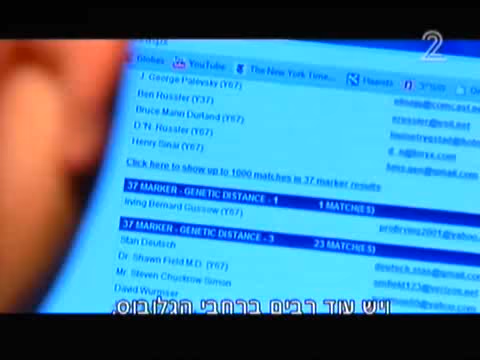 2
Globes YouTube The New York Time... Haaretz
J. George Palevsky (Y67)
Ben Russler (Y37)
Bruce Mann Durland (Y67)
D.N. Russler (Y67)
Henry Sinai (Y67)
Click here to show up to 1000 matches in 37 marker results
37 MARKER - GENETIC DISTANCE - 1 1 MATCH(ES)
Irving Bernard Gussow (Y67)
37 MARKER - GENETIC DISTANCE - 3 23 MATCH(ES)
Stan Deutsch
Dr. Shawn Field M.D. (Y67)
Mr. Steven Chuckrow Simon
David Wurmser
ויש עוד רבים ברחבי הגלובוס.